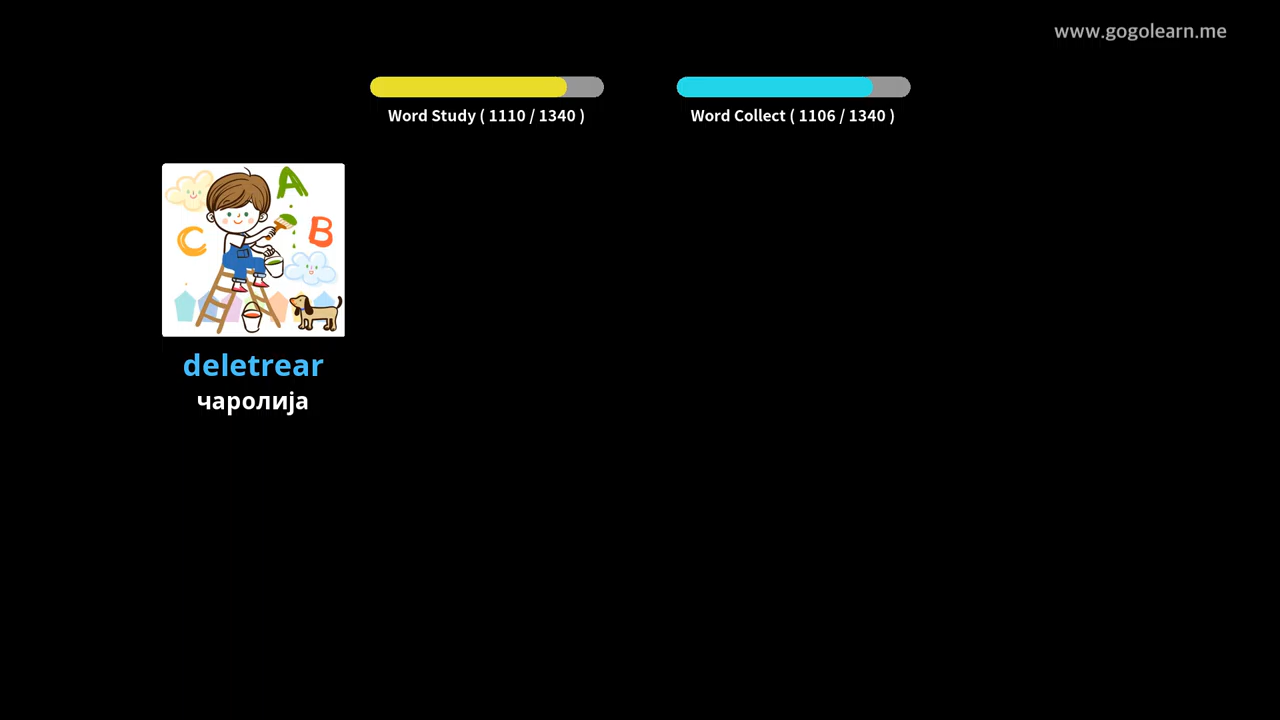 www.gogolearn.me
Word Study ( 1110 / 1340 )
Word Collect ( 1106 / 1340 )
A
B
C
deletrear
чаролија